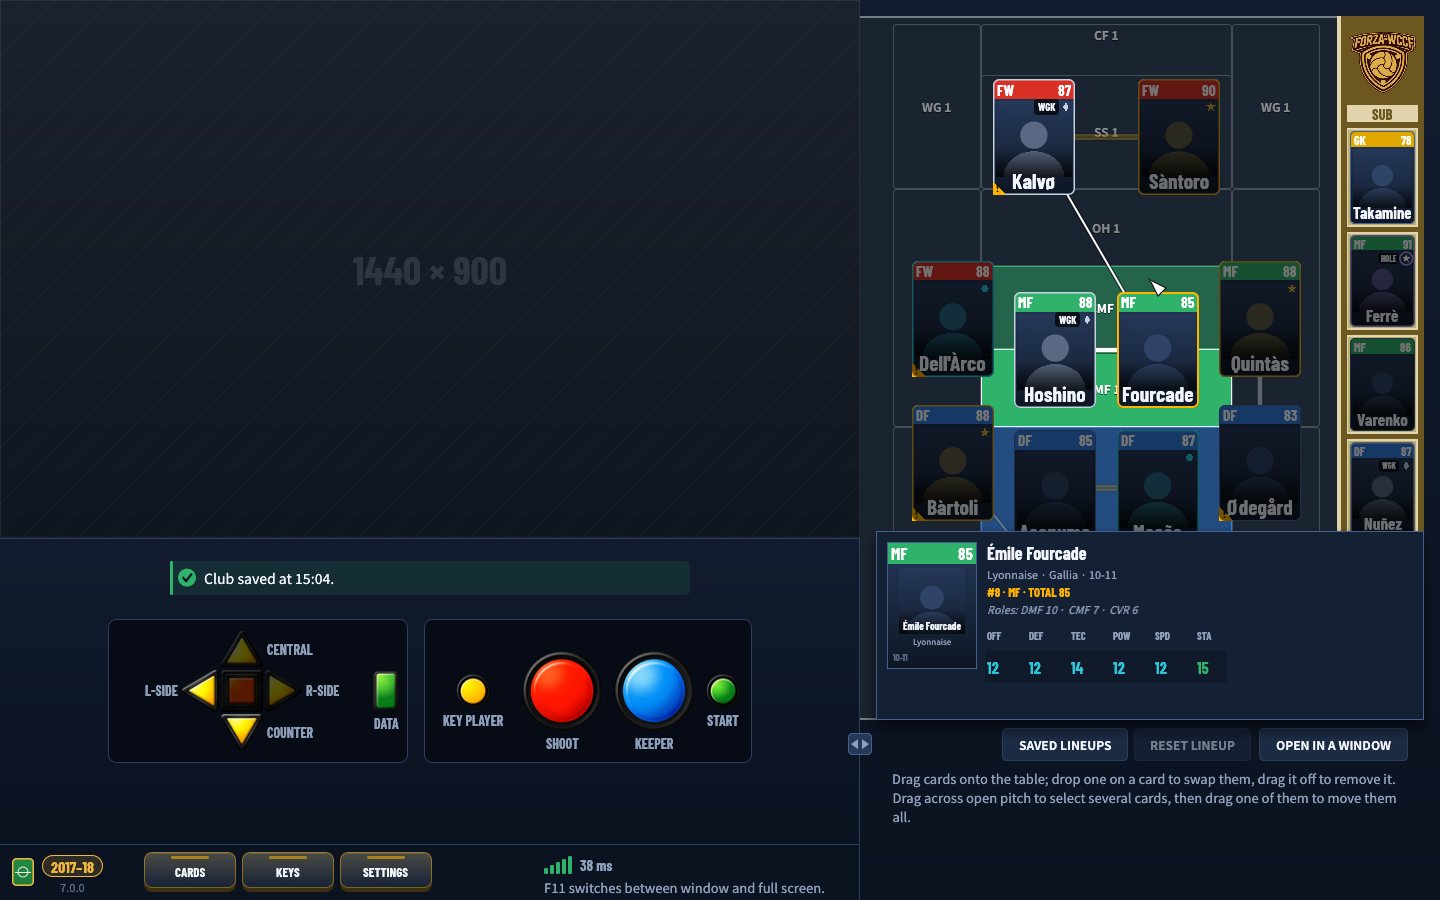 1440 × 900
Club saved at 15:04.
CENTRAL
L-SIDE
R-SIDE
COUNTER
DATA
KEY PLAYER
SHOOT
KEEPER
START
2017-18
7.0.0
CARDS
KEYS
SETTINGS
38 ms
F11 switches between window and full screen.
CF 1
WG 1
WG 1
SS 1
OH 1
FW 87
WGK
Kalvø
FW 90
Sàntoro
FW 88
Dell'Àrco
MF 88
WGK
Hoshino
MF
MF 1
MF 85
Fourcade
MF 88
Quintàs
DF 88
Bàrtoli
DF 85
DF 87
DF 83
Ødegård
FORZA-WCCF
SUB
GK 78
Takamine
MF 91
HOLE
Ferrè
MF 86
Varenko
DF 87
WGK
Nuñez
MF 85
Émile Fourcade
Lyonnaise
10-11
Émile Fourcade
Lyonnaise · Gallia · 10-11
#8 · MF · TOTAL 85
Roles: DMF 10 · CMF 7 · CVR 6
OFF DEF TEC POW SPD STA
12 12 14 12 12 15
SAVED LINEUPS
RESET LINEUP
OPEN IN A WINDOW
Drag cards onto the table; drop one on a card to swap them, drag it off to remove it.
Drag across open pitch to select several cards, then drag one of them to move them
all.